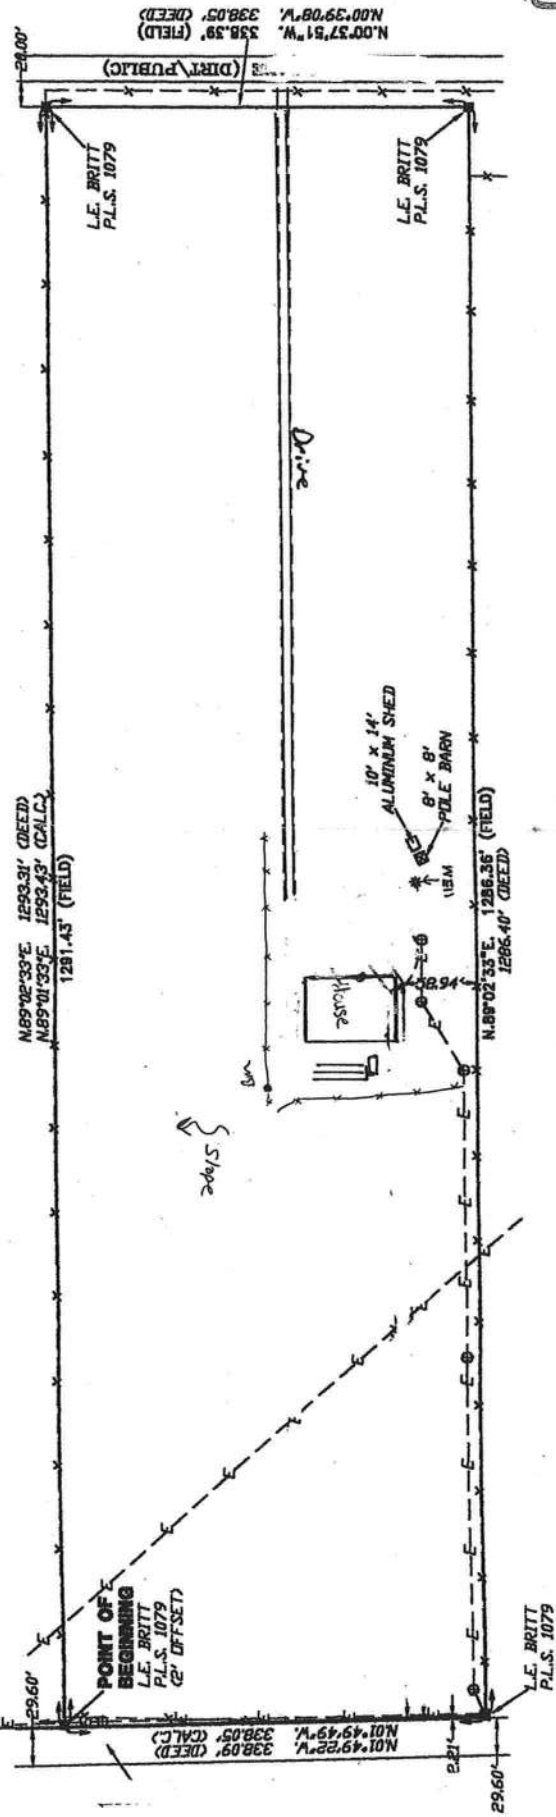 N.00°39'08"W. 338.05' (DEED)
N.00°37'51"W. 338.39' (FIELD)
28.00'
(DIRT/PUBLIC)
L.E. BRITT
P.L.S. 1079
L.E. BRITT
P.L.S. 1079
Drive
N.89°02'33"E. 1293.31' (DEED)
N.89°01'33"E. 1293.43' (CALC.)
1291.43' (FIELD)
10' x 14'
ALUMINUM SHED
8' x 8'
POLE BARN
N.89°02'33"E. 1286.36' (FIELD)
1286.40' (DEED)
58.94'
House
BM
Slope
POINT OF
BEGINNING
L.E. BRITT
P.L.S. 1079
(2' OFFSET)
29.60'
N.01°49'49"W. 338.05' (CALC.)
N.01°49'22"W. 338.09' (DEED)
2.21'
29.60'
L.E. BRITT
P.L.S. 1079